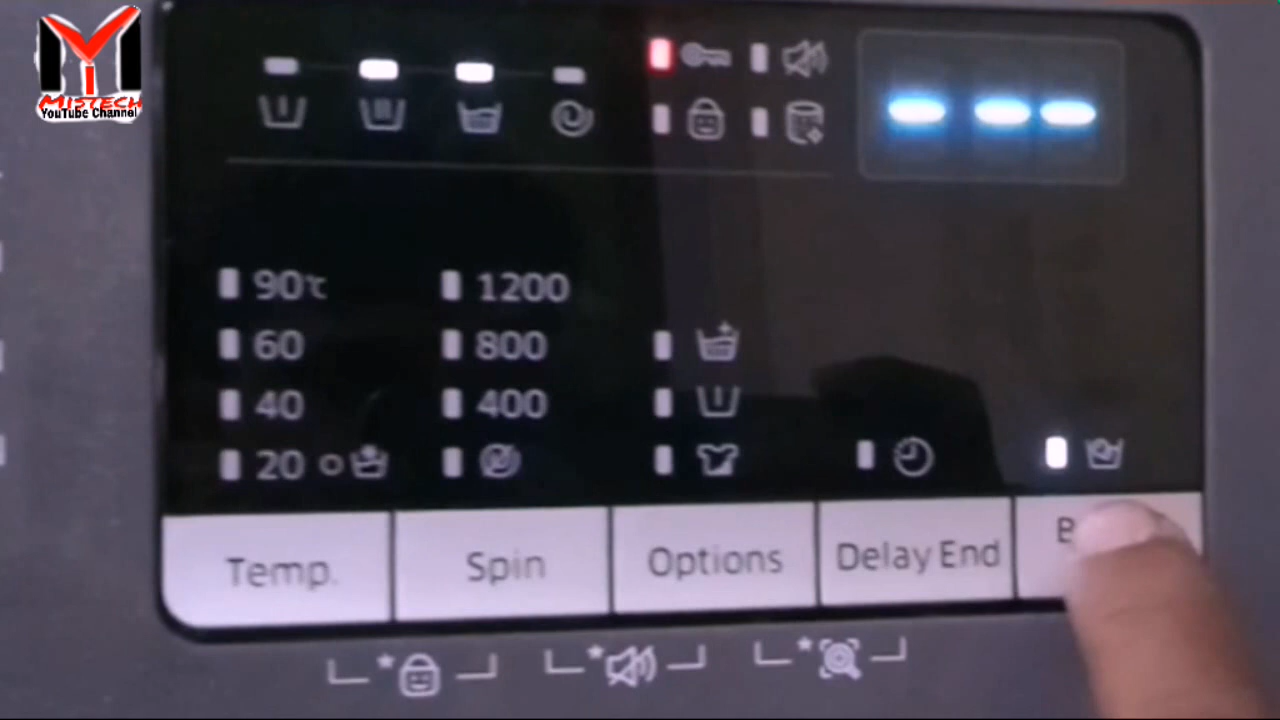 MISTECH
YouTube Channel
90℃
60
40
20
1200
800
400
Temp.
Spin
Options
Delay End